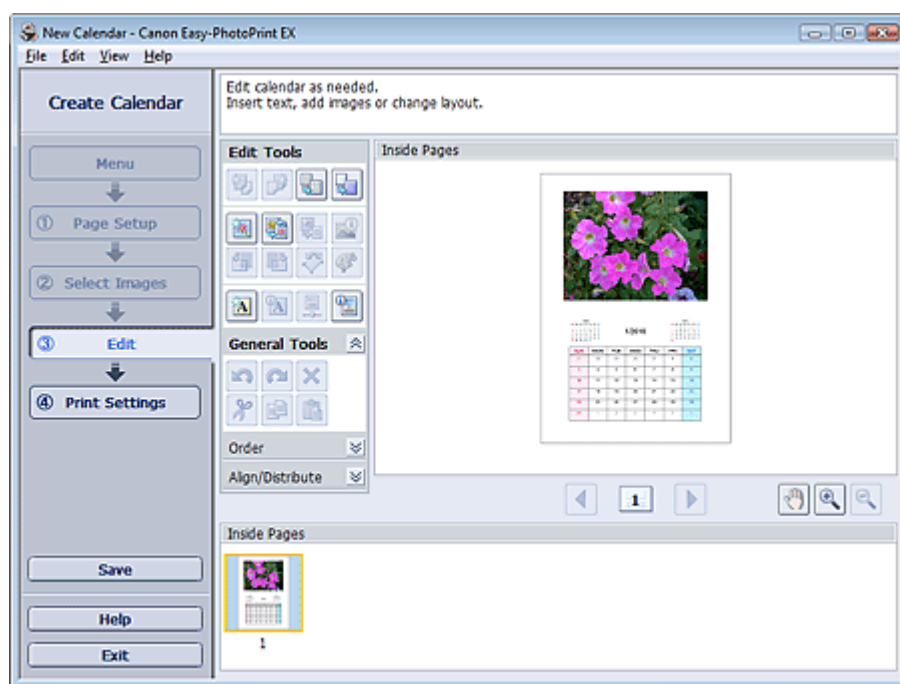 New Calendar - Canon Easy-PhotoPrint EX
File Edit View Help
Create Calendar
Edit calendar as needed.
Insert text, add images or change layout.
Menu
① Page Setup
② Select Images
③ Edit
④ Print Settings
Save
Help
Exit
Edit Tools
General Tools
Order
Align/Distribute
Inside Pages
1
Inside Pages
1